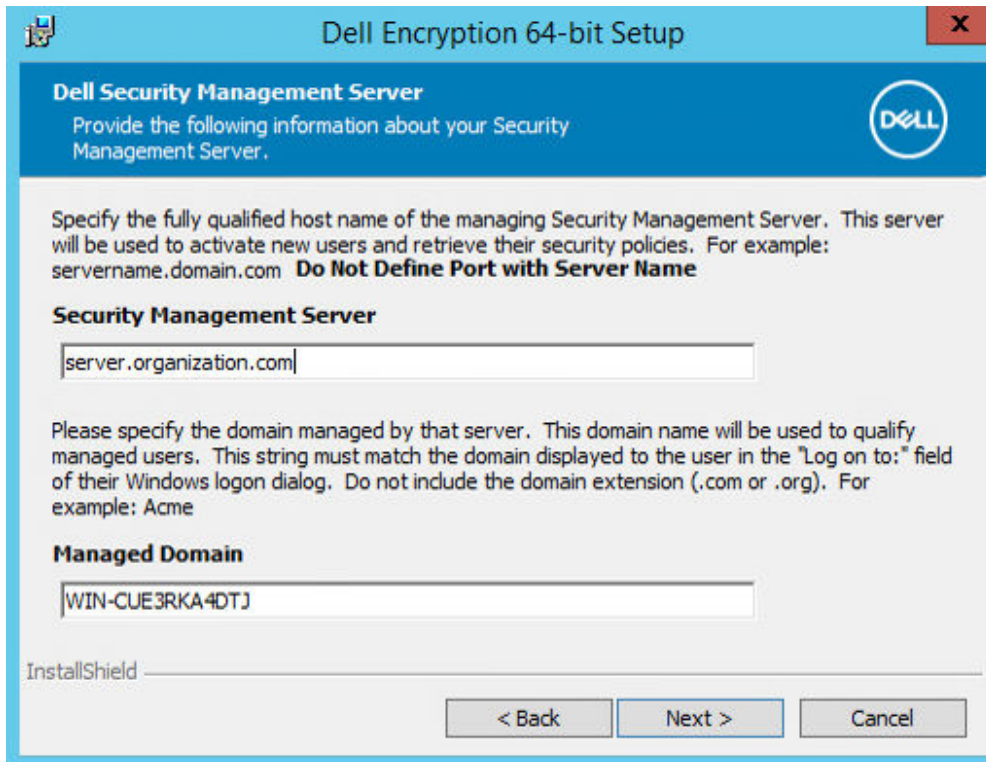 Dell Encryption 64-bit Setup
x
Dell Security Management Server
Provide the following information about your Security
Management Server.
DELL
Specify the fully qualified host name of the managing Security Management Server. This server
will be used to activate new users and retrieve their security policies. For example:
servername.domain.com Do Not Define Port with Server Name
Security Management Server
server.organization.com
Please specify the domain managed by that server. This domain name will be used to qualify
managed users. This string must match the domain displayed to the user in the "Log on to:" field
of their Windows logon dialog. Do not include the domain extension (.com or .org). For
example: Acme
Managed Domain
WIN-CUE3RKA4DTJ
InstallShield
< Back Next > Cancel